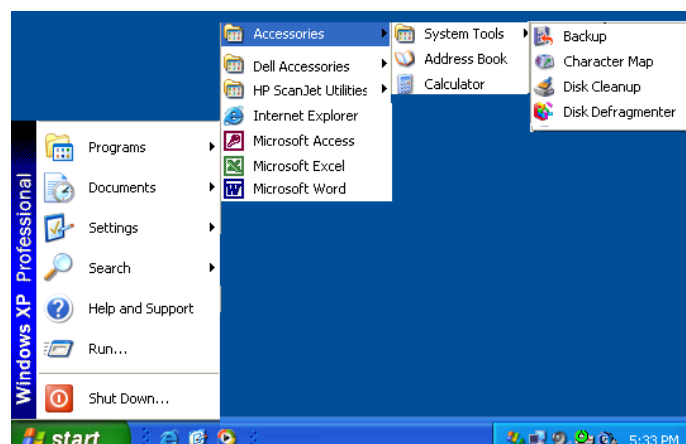 Accessories
Dell Accessories
HP ScanJet Utilities
Internet Explorer
Microsoft Access
Microsoft Excel
Microsoft Word
System Tools
Address Book
Calculator
Backup
Character Map
Disk Cleanup
Disk Defragmenter
Windows XP Professional
Programs
Documents
Settings
Search
Help and Support
Run...
Shut Down...
start
5:33 PM